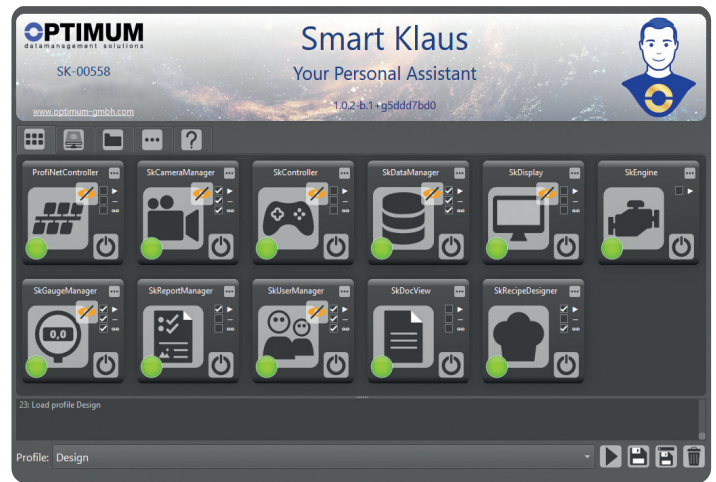 OPTIMUM
datamanagement solutions
SK-00558
www.optimum-gmbh.com
Smart Klaus
Your Personal Assistant
1.0.2-b.1+g5ddd7bd0
ProfiNetController
SkCameraManager
SkController
SkDataManager
SkDisplay
SkEngine
SkGaugeManager
SkReportManager
SkUserManager
SkDocView
SkRecipeDesigner
0,0
23: Load profile Design
Profile: Design